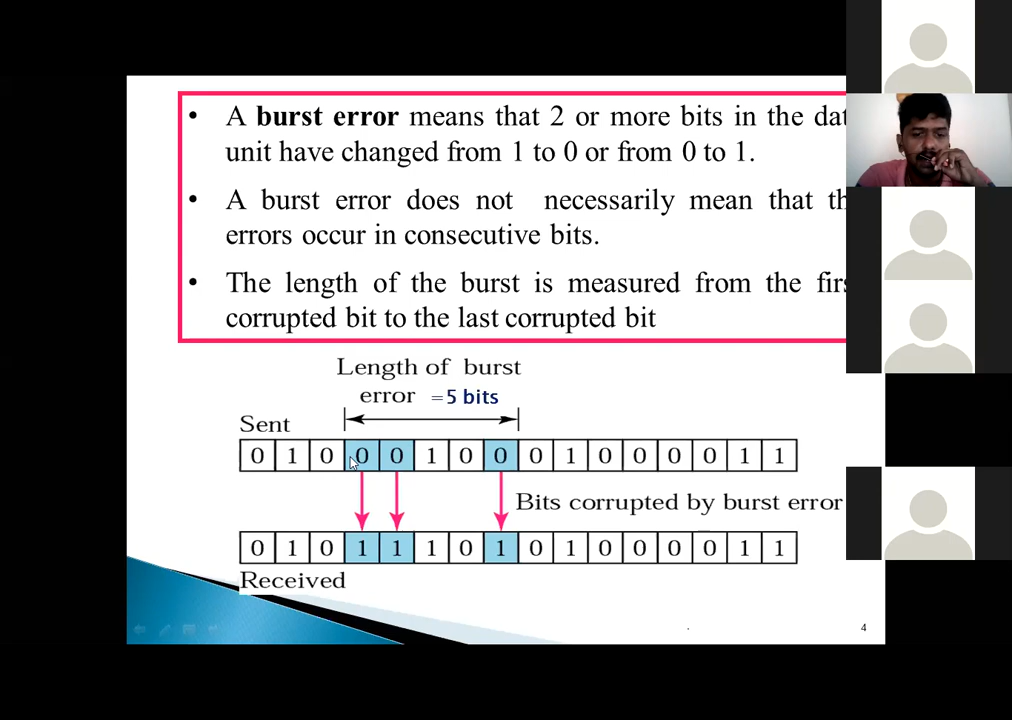 • A burst error means that 2 or more bits in the dat
unit have changed from 1 to 0 or from 0 to 1.
• A burst error does not necessarily mean that th
errors occur in consecutive bits.
• The length of the burst is measured from the firs
corrupted bit to the last corrupted bit
Length of burst
error =5 bits
Sent
0 1 0 0 0 1 0 0 0 1 0 0 0 0 1 1
Bits corrupted by burst error
0 1 0 1 1 1 0 1 0 1 0 0 0 0 1 1
Received
4